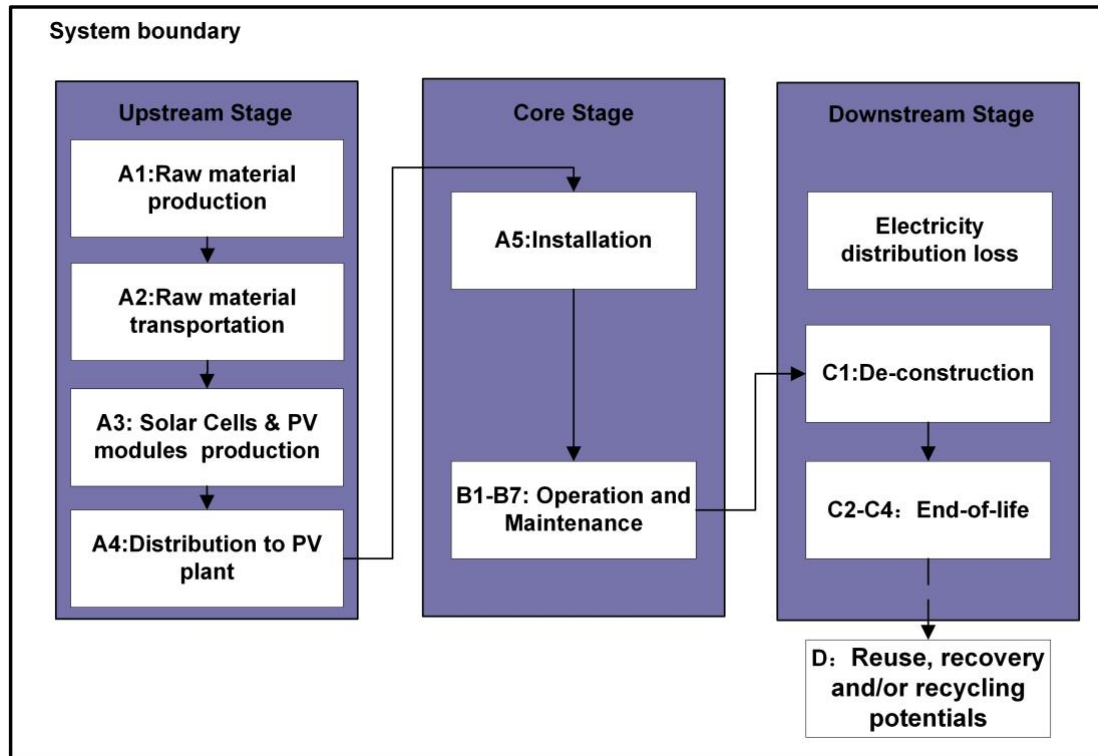 System boundary
Upstream Stage
A1:Raw material
production
A2:Raw material
transportation
A3: Solar Cells & PV
modules  production
A4:Distribution to PV
plant
Core Stage
A5:Installation
B1-B7: Operation and
Maintenance
Downstream Stage
Electricity
distribution loss
C1:De-construction
C2-C4：End-of-life
D：Reuse, recovery
and/or recycling
potentials